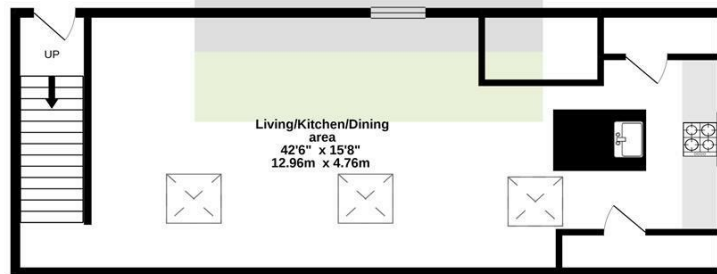 UP
Living/Kitchen/Dining
area
42'6" x 15'8"
12.96m x 4.76m